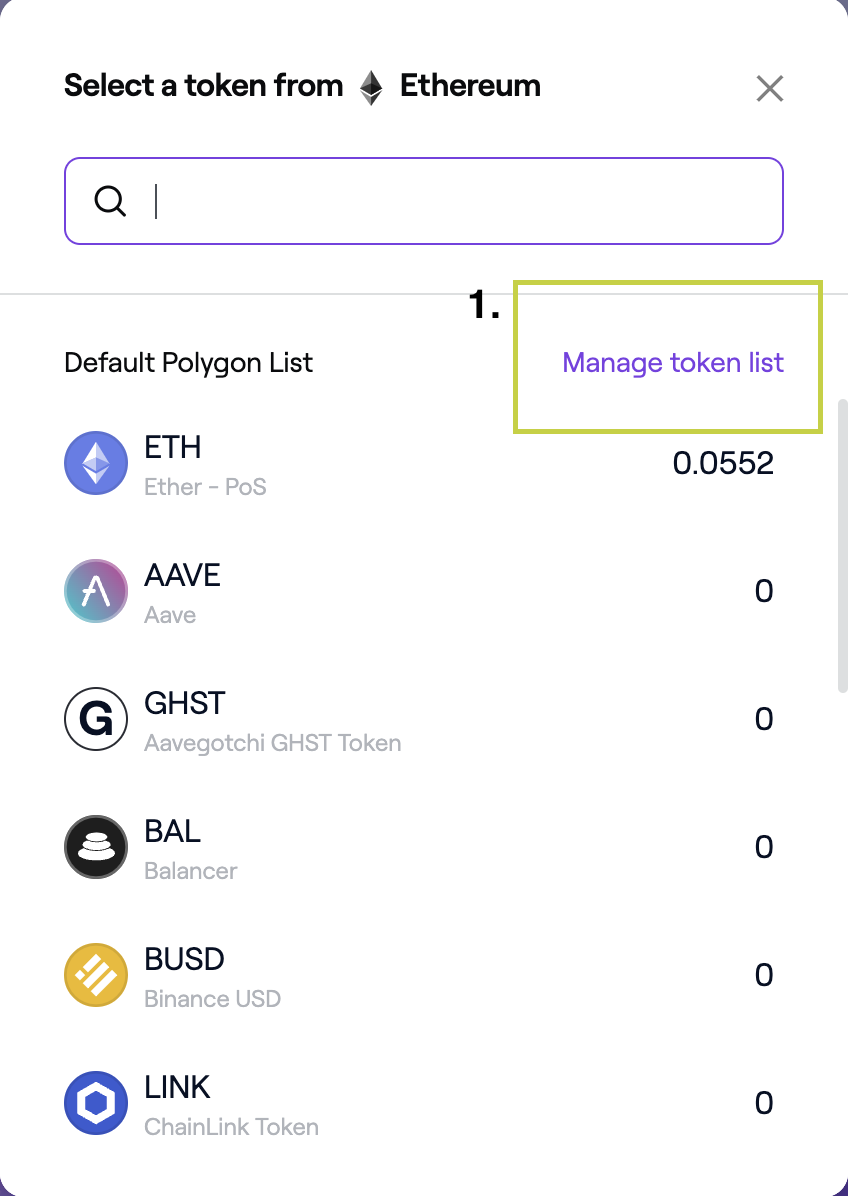 Select a token from Ethereum
1.
Default Polygon List Manage token list
ETH
0.0552
Ether - PoS
AAVE
0
Aave
G GHST
0
Aavegotchi GHST Token
BAL
0
Balancer
BUSD
0
Binance USD
LINK
0
ChainLink Token